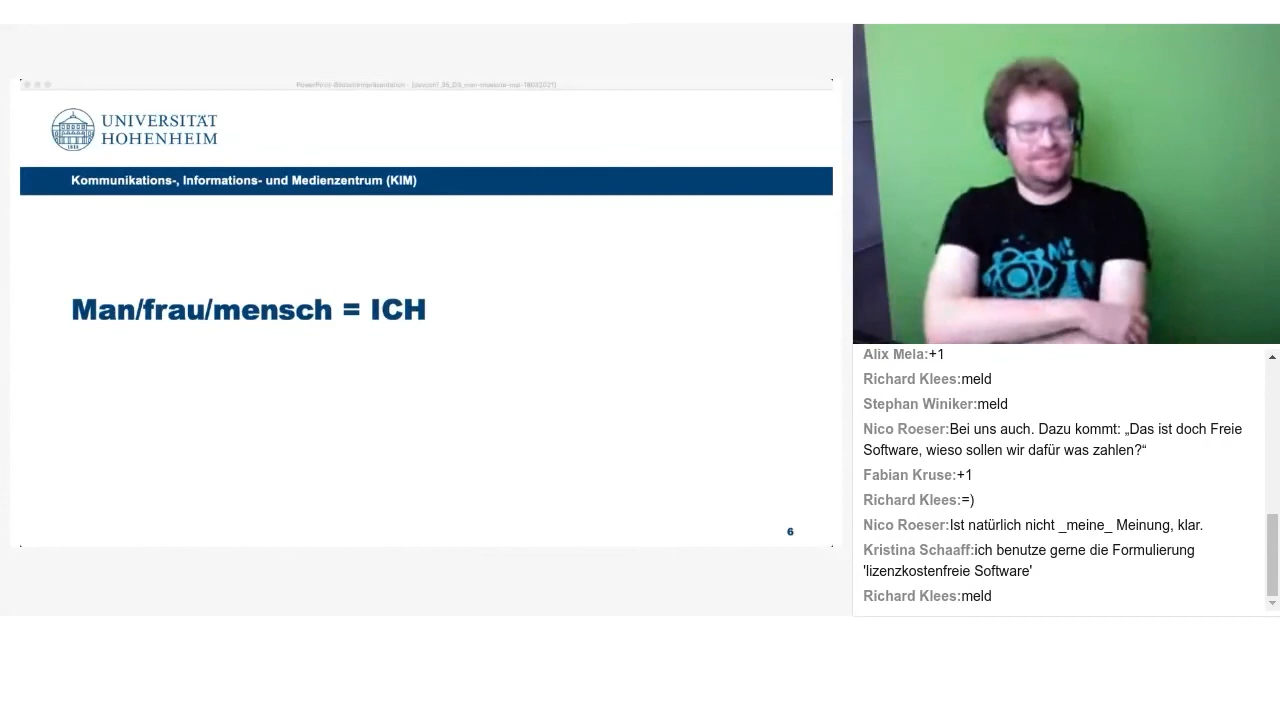 UNIVERSITÄT
HOHENHEIM
Kommunikations-, Informations- und Medienzentrum (KIM)
Man/frau/mensch = ICH
6
Alix Mela:+1
Richard Klees:meld
Stephan Winiker:meld
Nico Roeser:Bei uns auch. Dazu kommt: „Das ist doch Freie
Software, wieso sollen wir dafür was zahlen?“
Fabian Kruse:+1
Richard Klees:=)
Nico Roeser:Ist natürlich nicht _meine_ Meinung, klar.
Kristina Schaaff:ich benutze gerne die Formulierung
'lizenzkostenfreie Software'
Richard Klees:meld